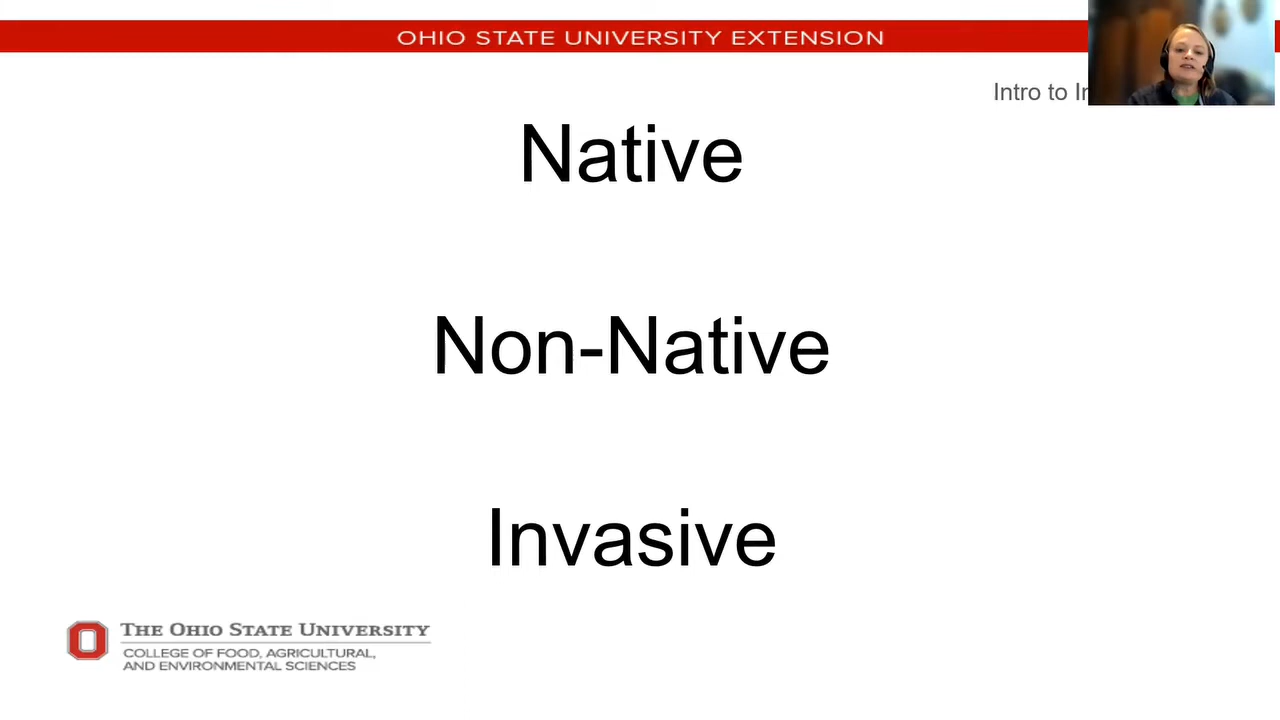 OHIO STATE UNIVERSITY EXTENSION
Intro to
Native
Non-Native
Invasive
THE OHIO STATE UNIVERSITY
COLLEGE OF FOOD, AGRICULTURAL,
AND ENVIRONMENTAL SCIENCES